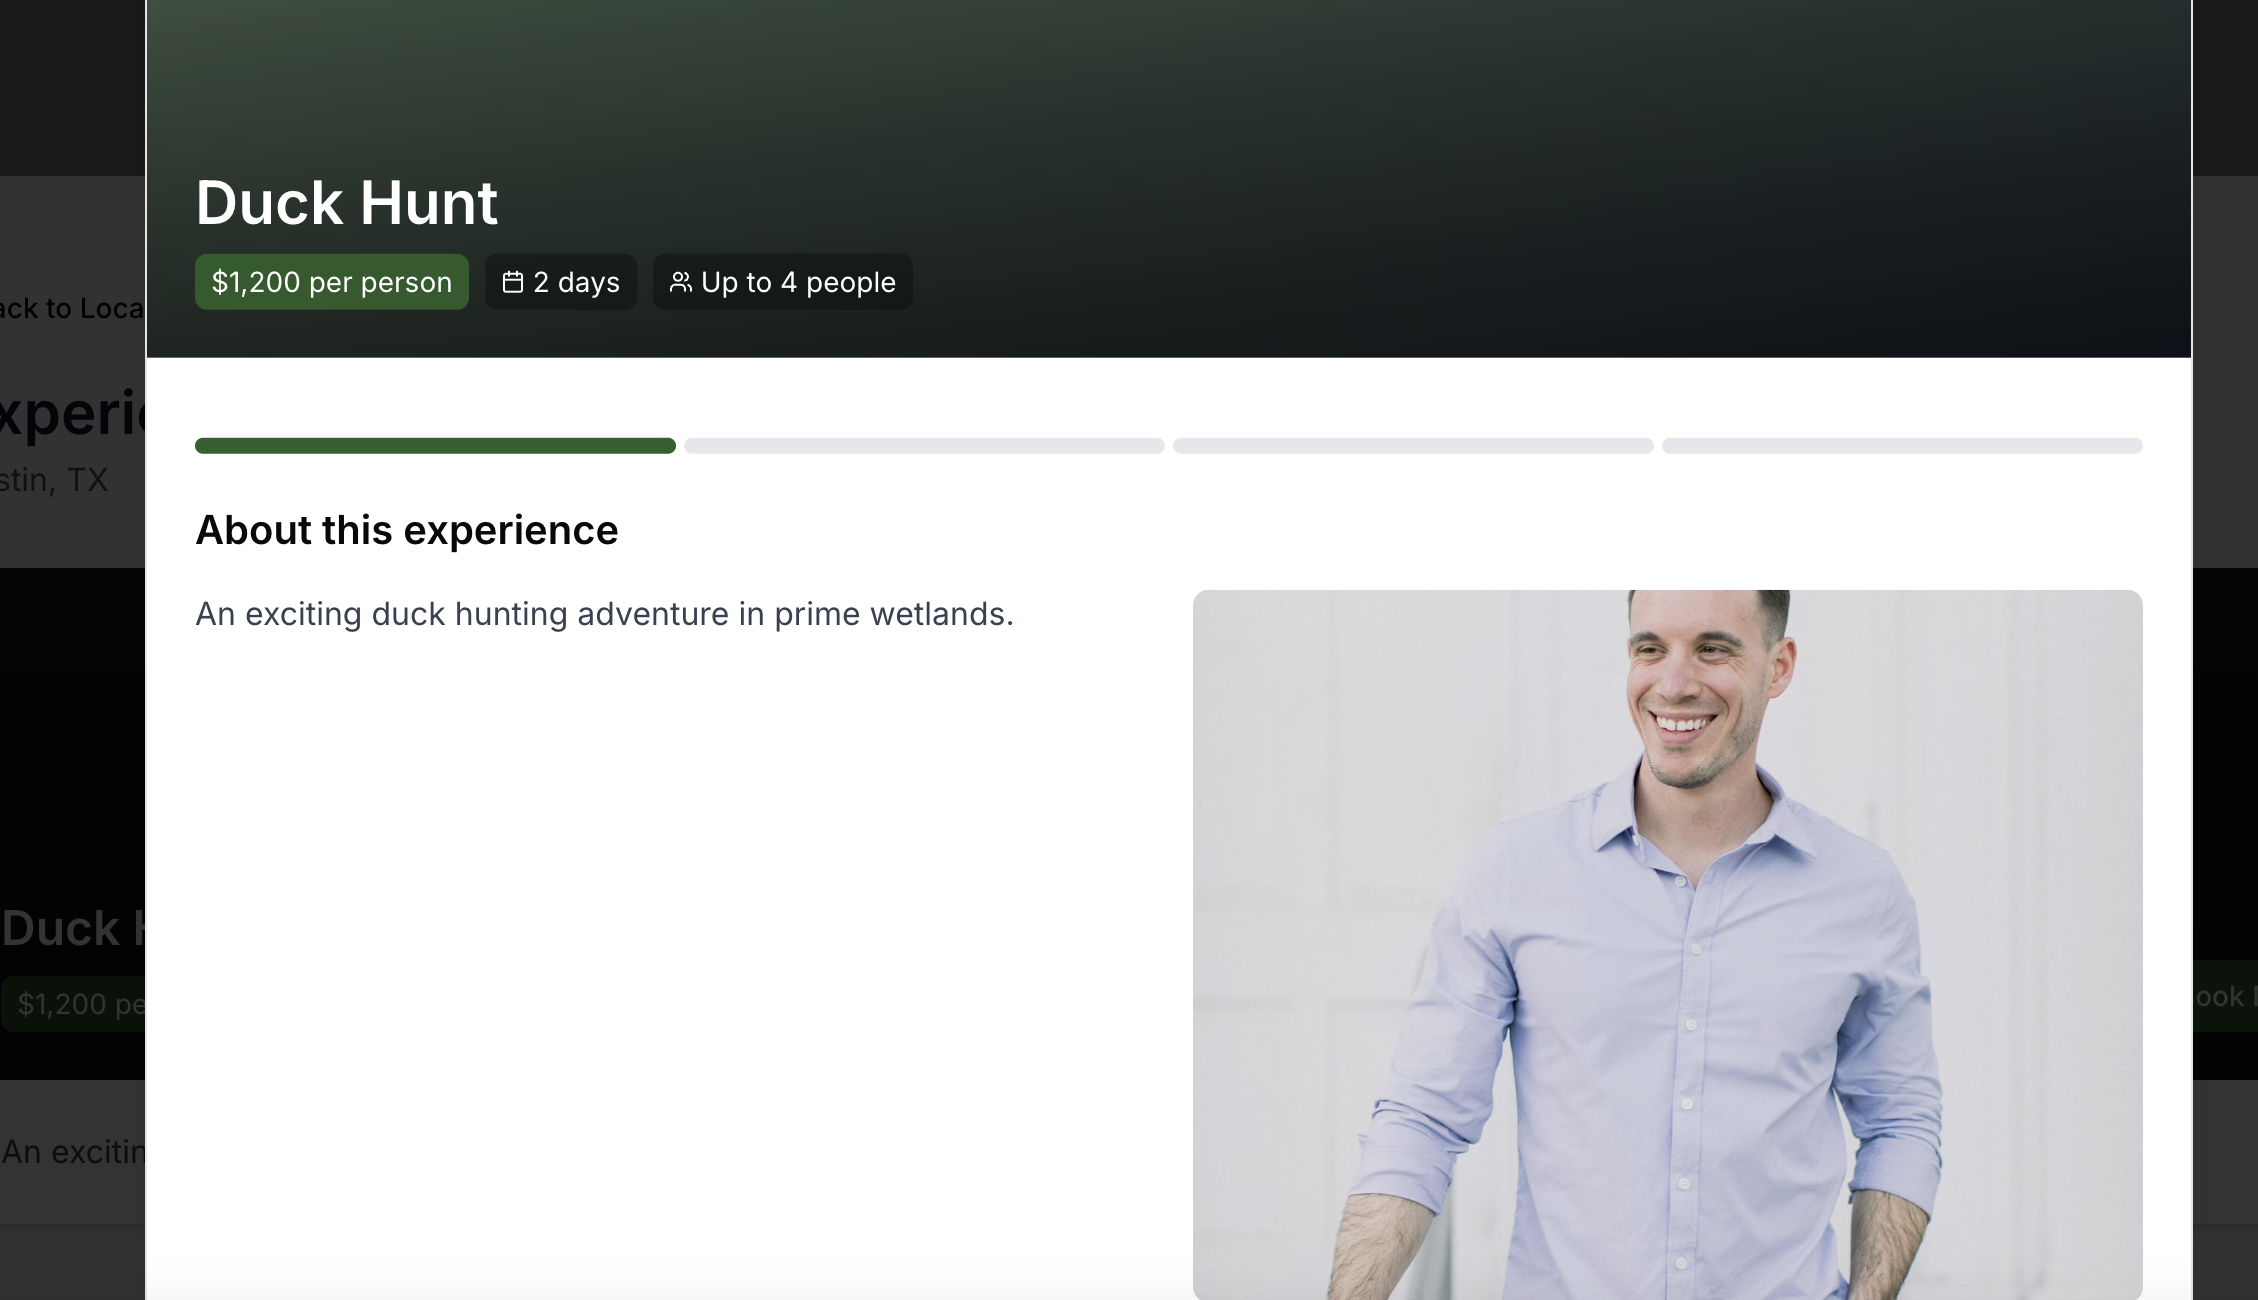 Duck Hunt
$1,200 per person
2 days
Up to 4 people
ack to Loca
xperie
stin, TX
About this experience
An exciting duck hunting adventure in prime wetlands.
Duck H
$1,200 pe
ook
An excitin